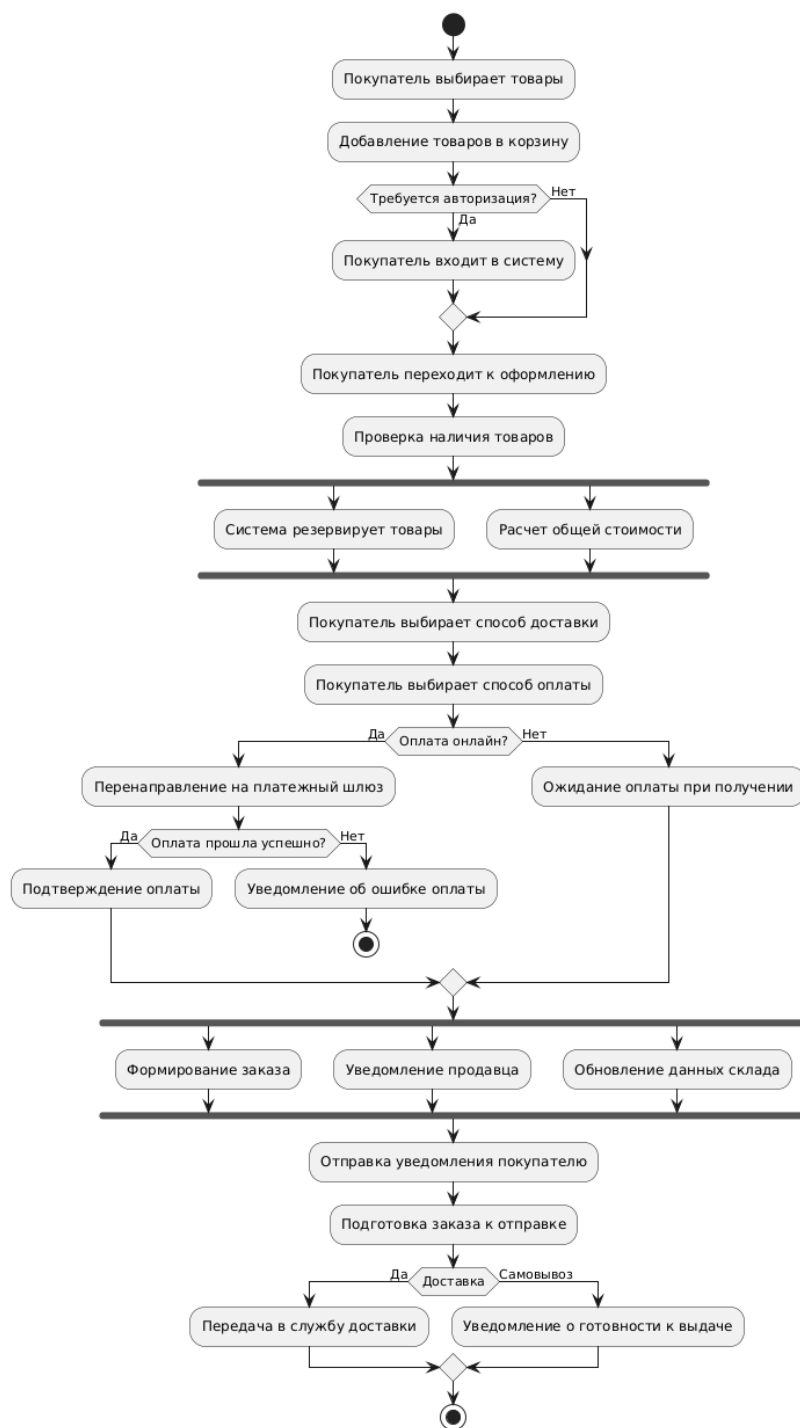 Покупатель выбирает товары
Добавление товаров в корзину
Требуется авторизация?
Нет
Да
Покупатель входит в систему
Покупатель переходит к оформлению
Проверка наличия товаров
Система резервирует товары
Расчет общей стоимости
Покупатель выбирает способ доставки
Покупатель выбирает способ оплаты
Да
Оплата онлайн?
Нет
Перенаправление на платежный шлюз
Ожидание оплаты при получении
Да
Оплата прошла успешно?
Нет
Подтверждение оплаты
Уведомление об ошибке оплаты
Формирование заказа
Уведомление продавца
Обновление данных склада
Отправка уведомления покупателю
Подготовка заказа к отправке
Да
Доставка
Самовывоз
Передача в службу доставки
Уведомление о готовности к выдаче